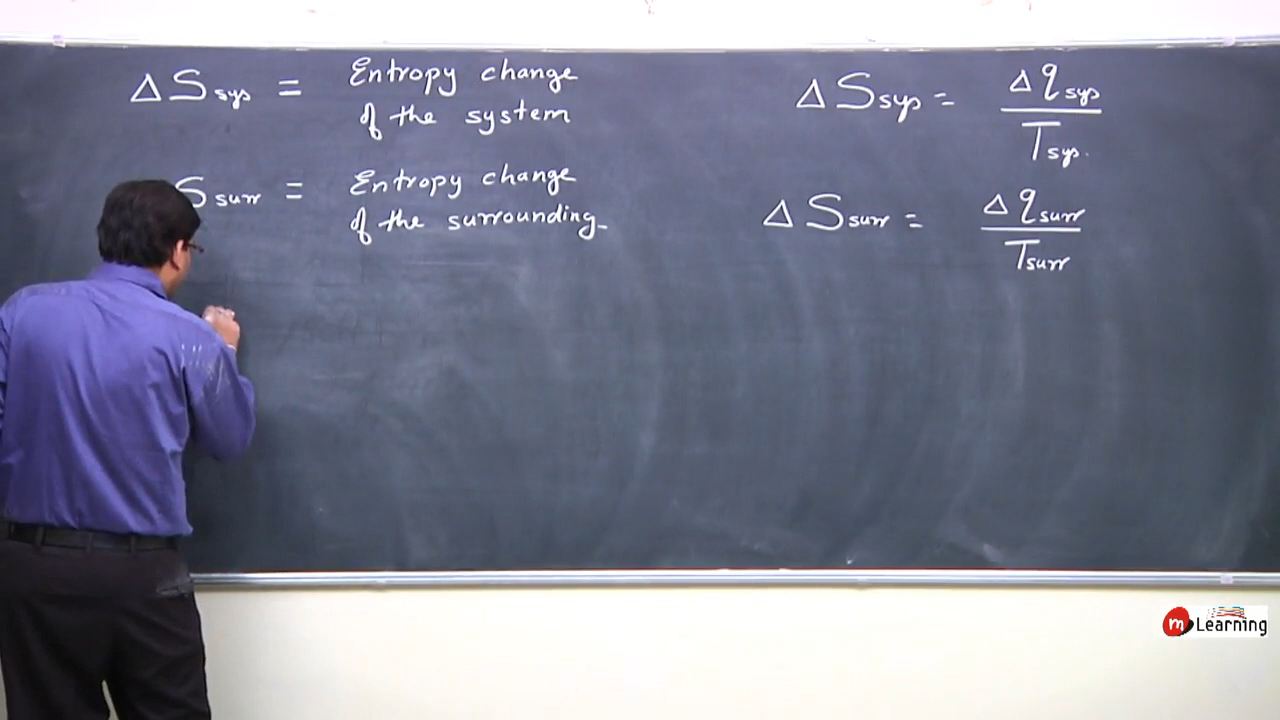 ΔSsys = Entropy change
of the system
Ssurr = Entropy change
of the surrounding-
ΔSsys = Δqsys
Tsys.
ΔSsurr = Δqsurr
Tsurr
m Learning